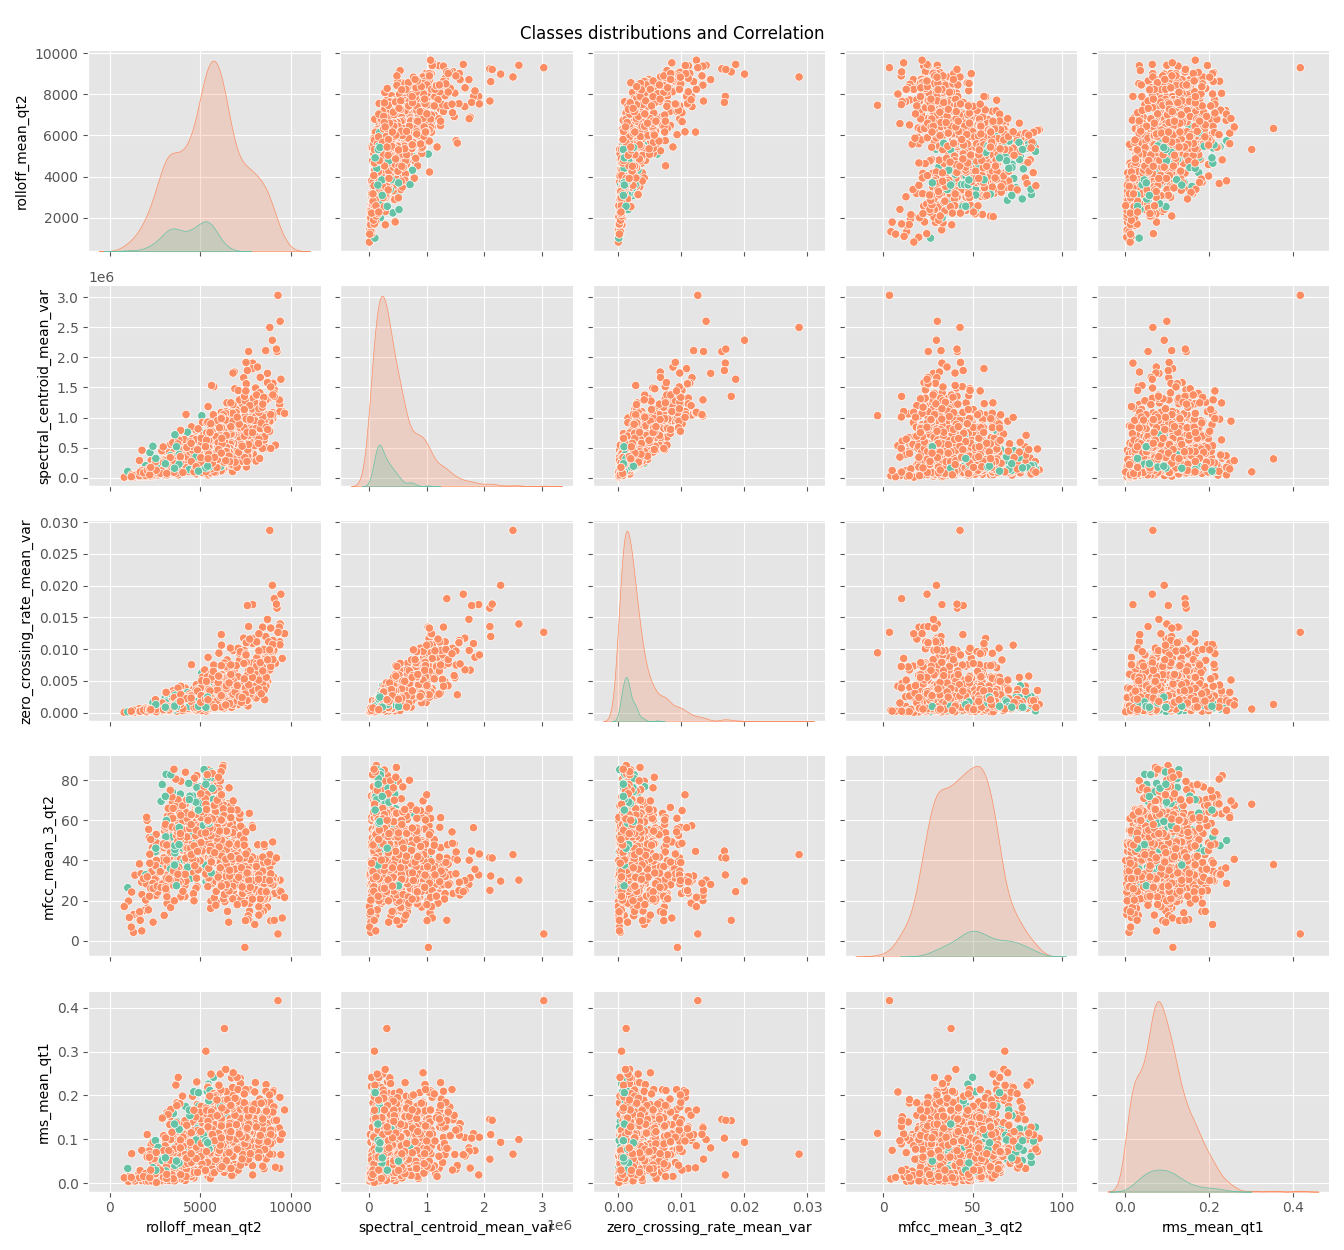 Classes distributions and Correlation
10000
8000
6000
4000
2000
rolloff_mean_qt2
1e6
3.0
2.5
2.0
1.5
1.0
0.5
0.0
spectral_centroid_mean_var
0.030
0.025
0.020
0.015
0.010
0.005
0.000
zero_crossing_rate_mean_var
80
60
40
20
0
mfcc_mean_3_qt2
0.4
0.3
0.2
0.1
0.0
rms_mean_qt1
0 5000 10000
rolloff_mean_qt2
0 1 2 3
spectral_centroid_mean_var
1e6
0.00 0.01 0.02 0.03
zero_crossing_rate_mean_var
0 50 100
mfcc_mean_3_qt2
0.0 0.2 0.4
rms_mean_qt1